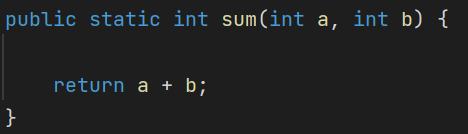 public static int sum(int a, int b) {
return a + b;
}